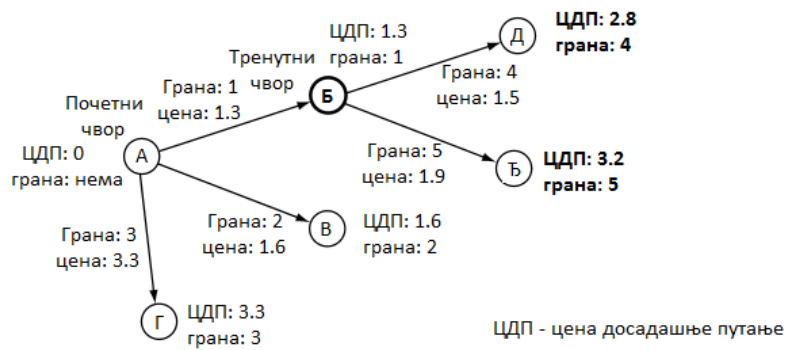 ЦДП: 2.8
грана: 4
Д
ЦДП: 1.3
грана: 1
Тренутни
чвор
Б
Грана: 4
цена: 1.5
Грана: 1
цена: 1.3
Почетни
чвор
ЦДП: 0
грана: нема
А
Грана: 5
цена: 1.9
Ђ
ЦДП: 3.2
грана: 5
Грана: 2
цена: 1.6
В
ЦДП: 1.6
грана: 2
Грана: 3
цена: 3.3
Г
ЦДП: 3.3
грана: 3
ЦДП - цена досадашње путање